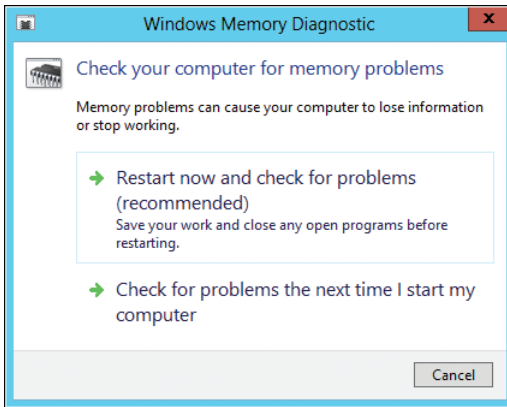 Windows Memory Diagnostic
x
Check your computer for memory problems
Memory problems can cause your computer to lose information
or stop working.
Restart now and check for problems
(recommended)
Save your work and close any open programs before
restarting.
Check for problems the next time I start my
computer
Cancel